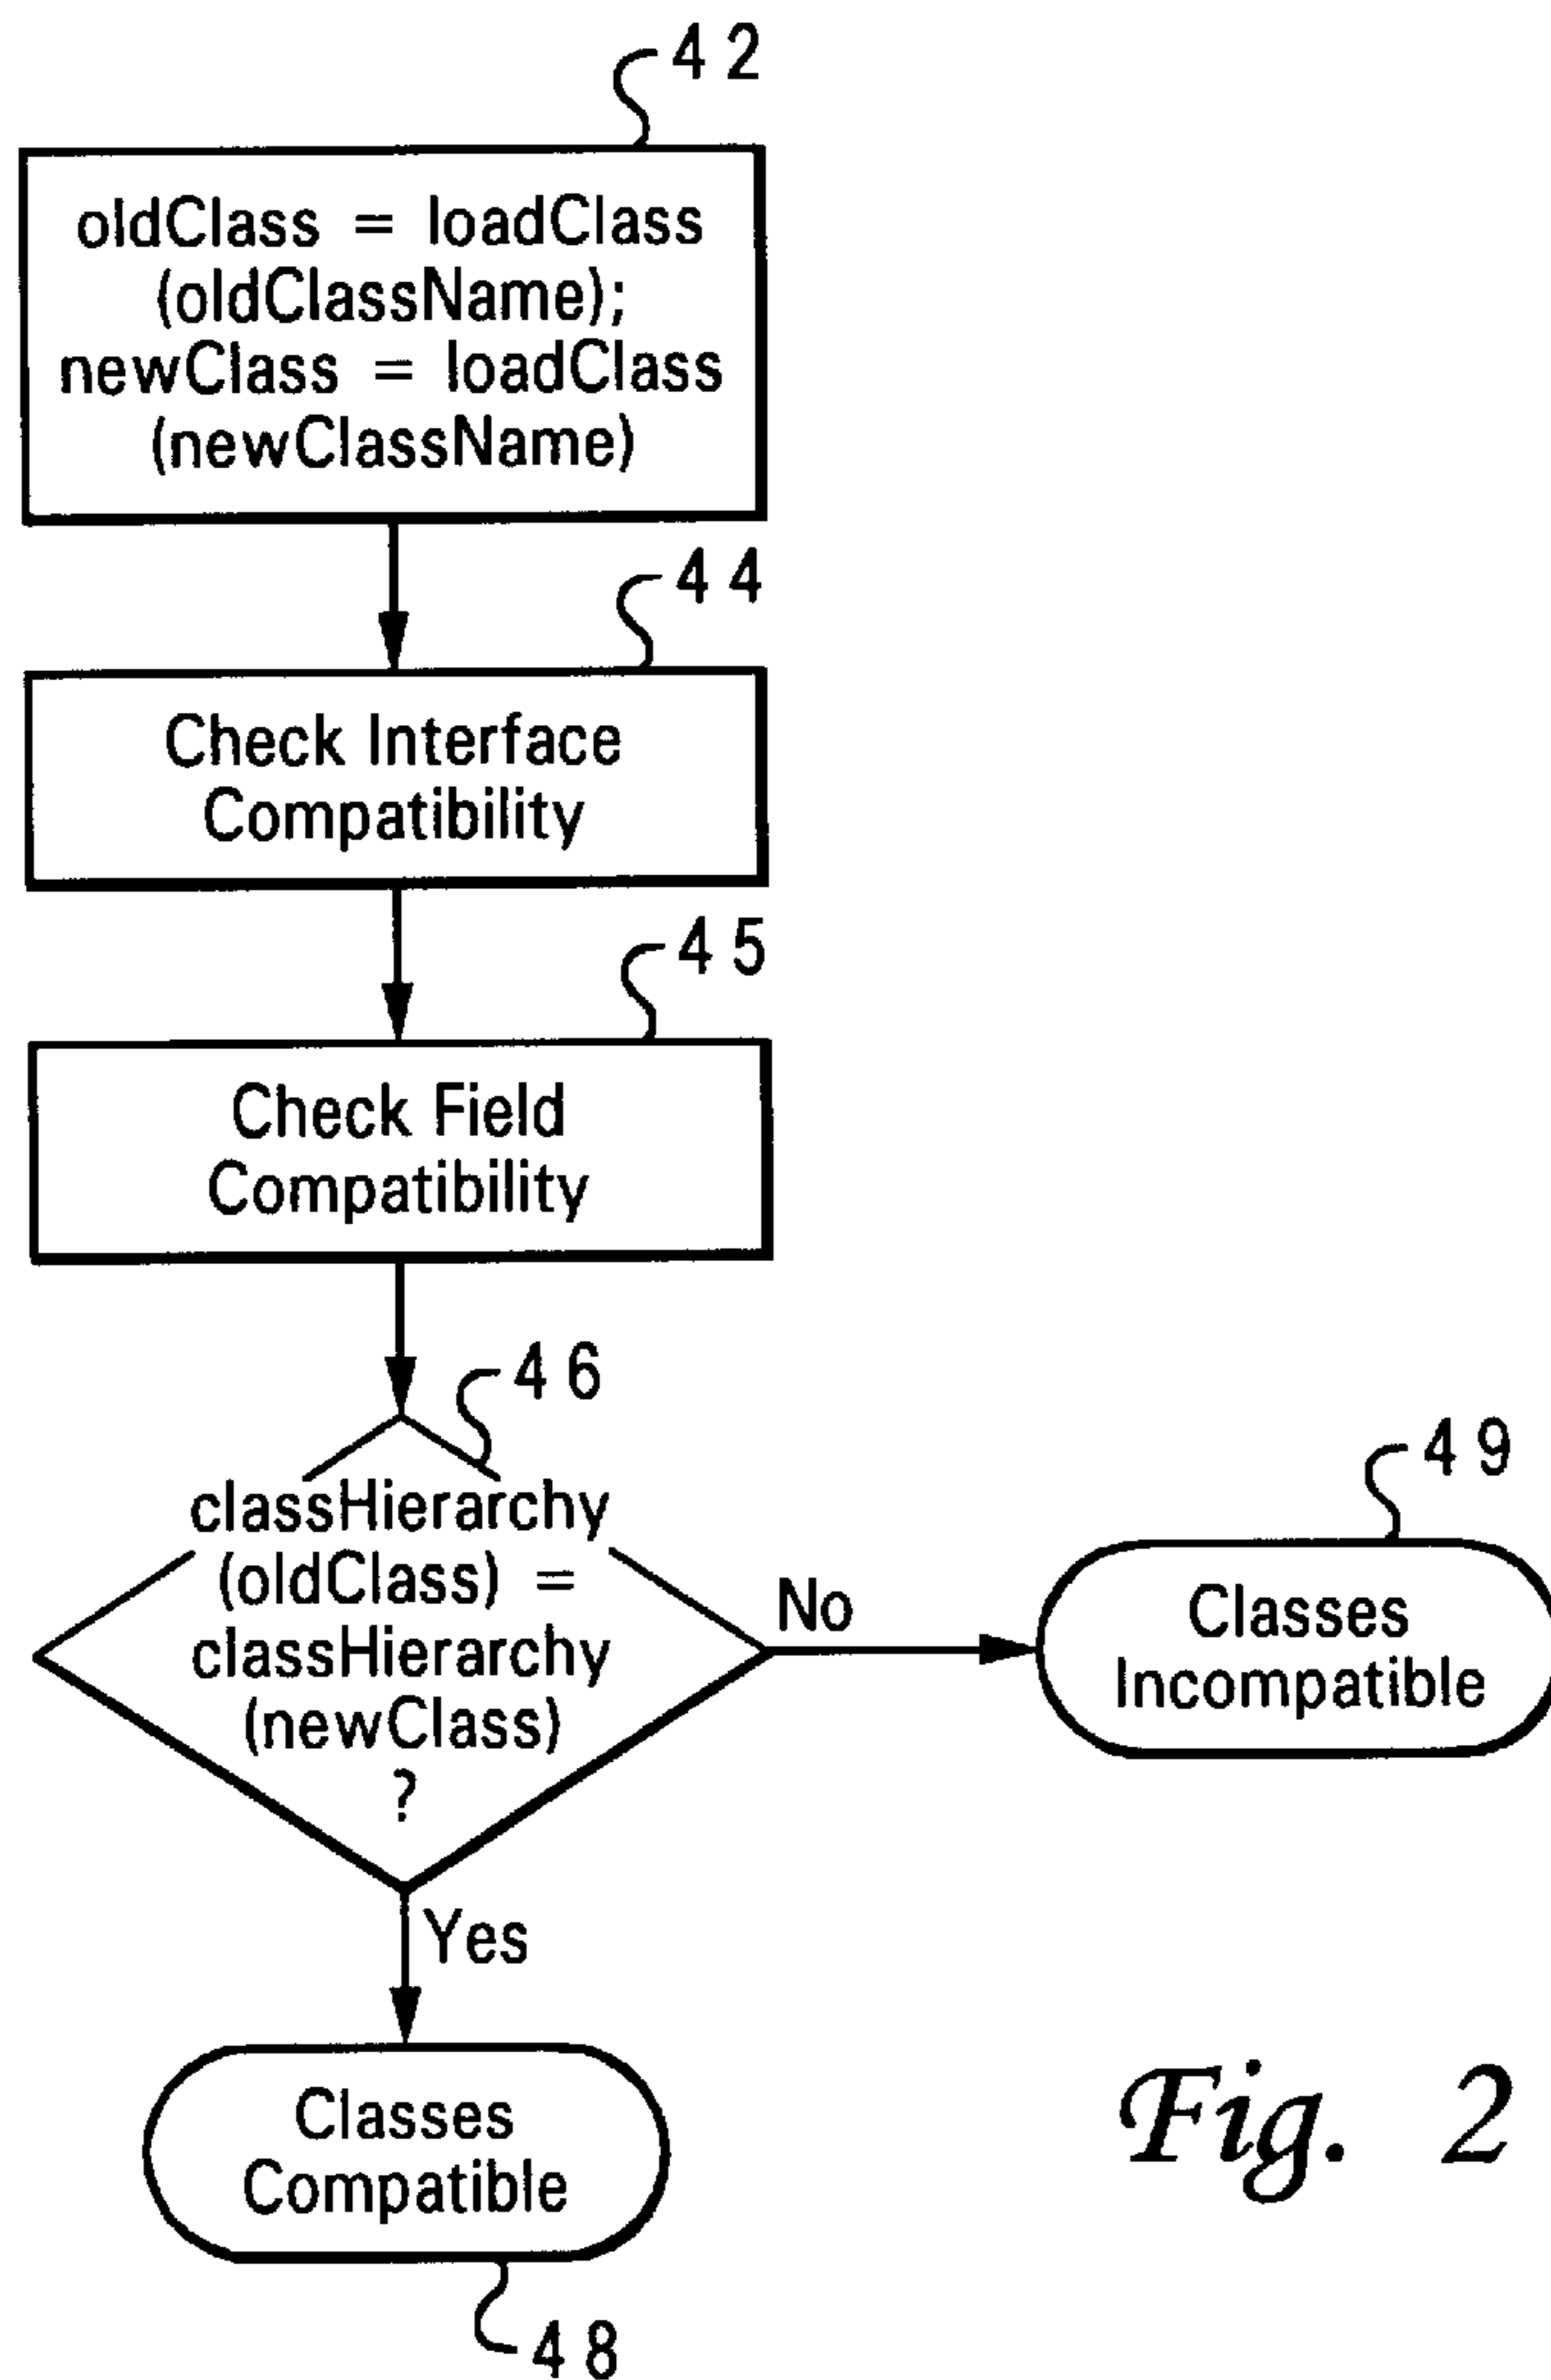 42
oldClass = loadClass
(oldClassName);
newClass = loadClass
(newClassName)
44
Check Interface
Compatibility
45
Check Field
Compatibility
46
classHierarchy
(oldClass) =
classHierarchy
(newClass)
?
No
49
Classes
Incompatible
Yes
Classes
Compatible
48
Fig. 2